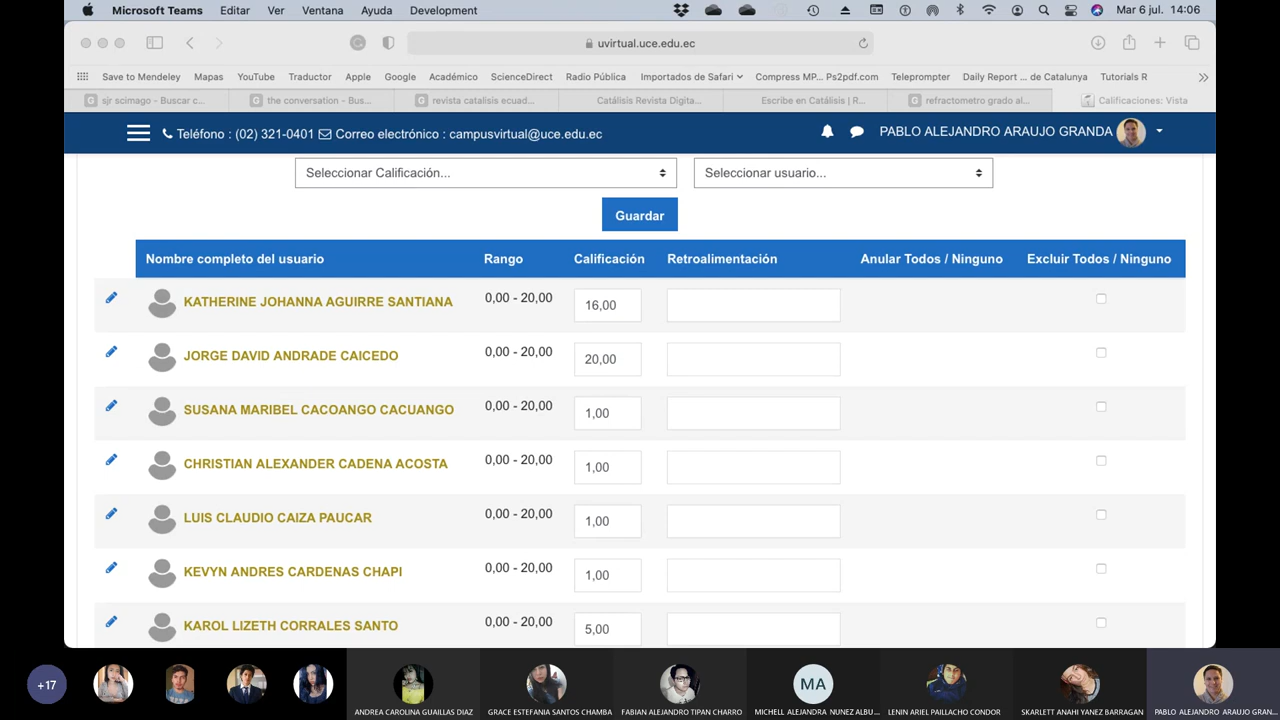 Microsoft Teams Editar Ver Ventana Ayuda Development Mar 6 jul. 14:06
uvirtual.uce.edu.ec
Save to Mendeley Mapas YouTube Traductor Apple Google Académico ScienceDirect Radio Pública Importados de Safari Compress MP... Ps2pdf.com Teleprompter Daily Report ... de Catalunya Tutorials R
sjr scimago - Buscar c... the conversation - Bus... revista catalisis ecuad... Catálisis Revista Digita... Escribe en Catálisis | R... refractometro grado al... Calificaciones: Vista
Teléfono : (02) 321-0401 Correo electrónico : campusvirtual@uce.edu.ec PABLO ALEJANDRO ARAUJO GRANDA
Seleccionar Calificación... Seleccionar usuario...
Guardar
Nombre completo del usuario Rango Calificación Retroalimentación Anular Todos / Ninguno Excluir Todos / Ninguno
KATHERINE JOHANNA AGUIRRE SANTIANA 0,00 - 20,00 16,00
JORGE DAVID ANDRADE CAICEDO 0,00 - 20,00 20,00
SUSANA MARIBEL CACOANGO CACUANGO 0,00 - 20,00 1,00
CHRISTIAN ALEXANDER CADENA ACOSTA 0,00 - 20,00 1,00
LUIS CLAUDIO CAIZA PAUCAR 0,00 - 20,00 1,00
KEVYN ANDRES CARDENAS CHAPI 0,00 - 20,00 1,00
KAROL LIZETH CORRALES SANTO 0,00 - 20,00 5,00
+17 MA
ANDREA CAROLINA GUAILLAS DIAZ GRACE ESTEFANIA SANTOS CHAMBA FABIAN ALEJANDRO TIPAN CHARRO MICHELL ALEJANDRA NUNEZ ALBU... LENIN ARIEL PAILLACHO CONDOR SKARLETT ANAHI YANEZ BARRAGAN PABLO ALEJANDRO ARAUJO GRAN...